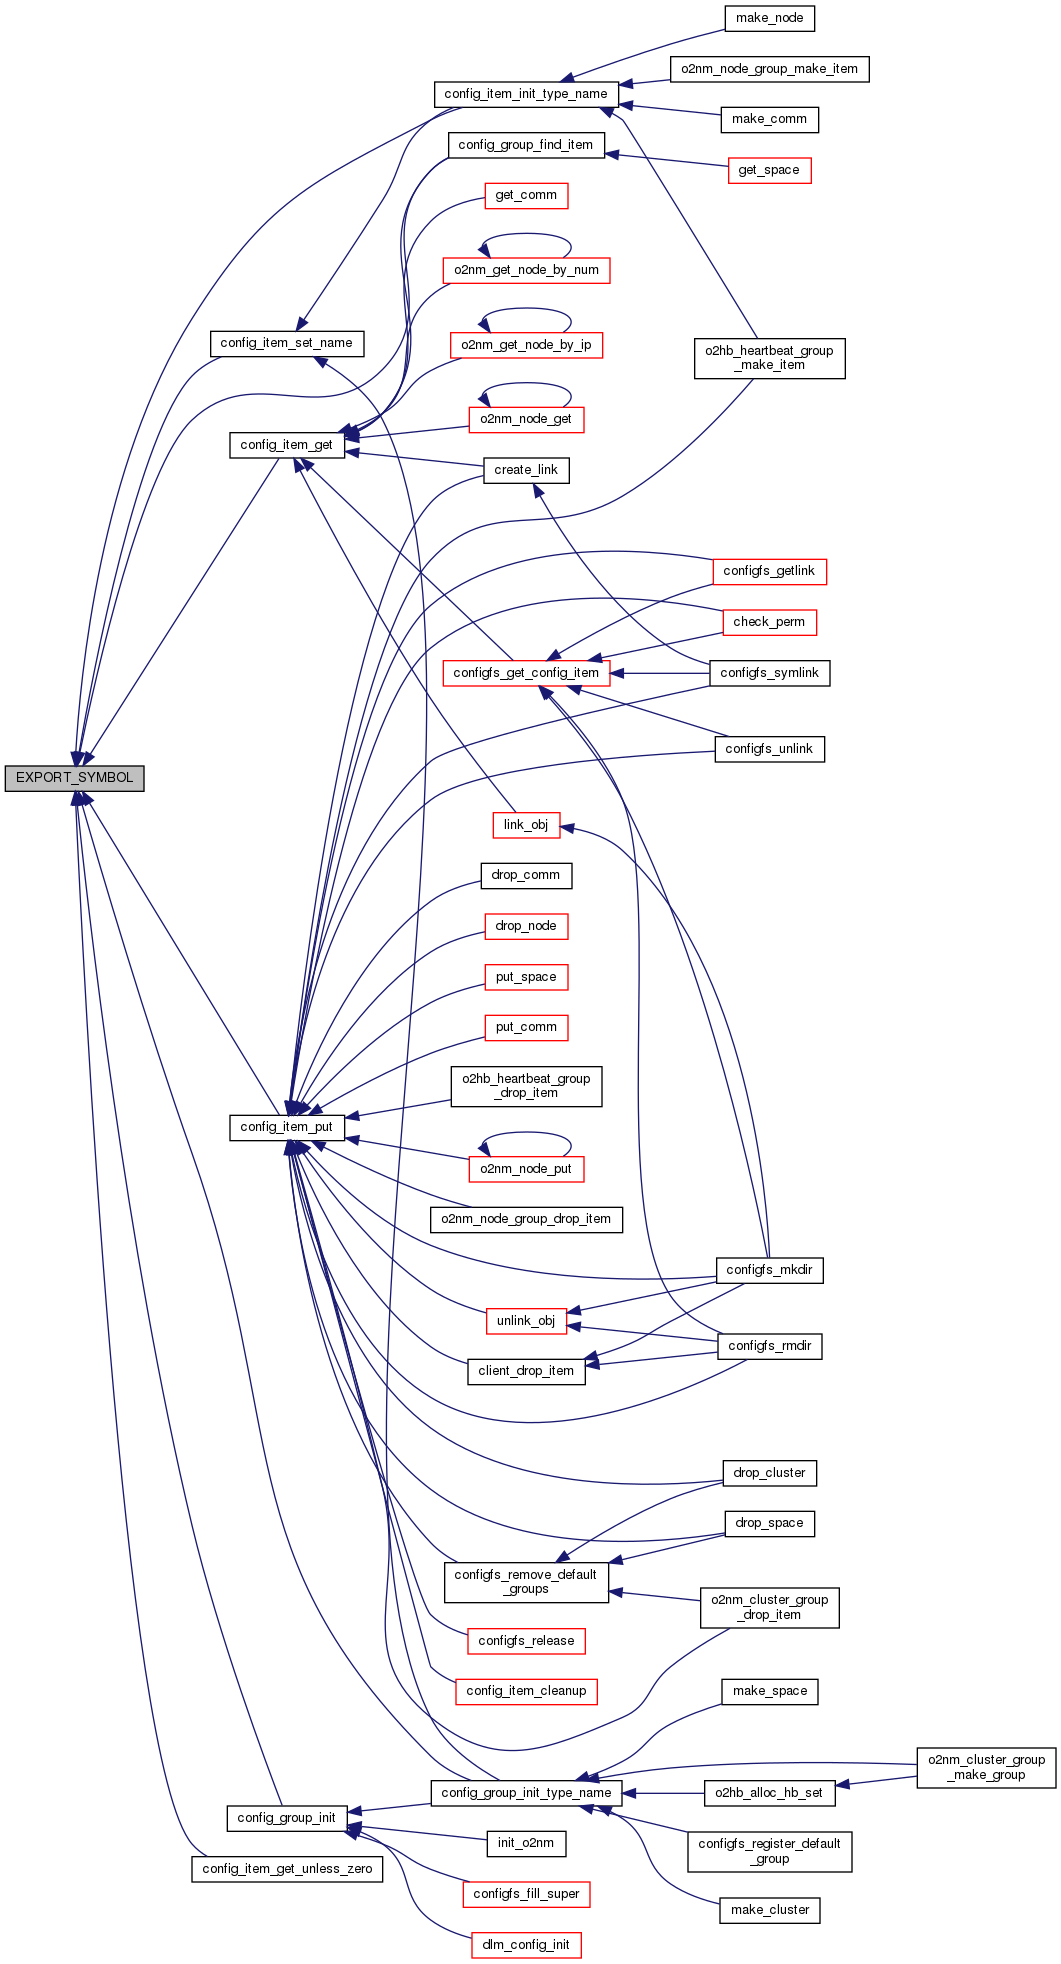 make_node
o2nm_node_group_make_item
config_item_init_type_name
make_comm
config_group_find_item
get_space
get_comm
o2nm_get_node_by_num
config_item_set_name
o2nm_get_node_by_ip
o2hb_heartbeat_group
_make_item
o2nm_node_get
config_item_get
create_link
configfs_getlink
check_perm
configfs_get_config_item
configfs_symlink
configfs_unlink
EXPORT_SYMBOL
link_obj
drop_comm
drop_node
put_space
put_comm
o2hb_heartbeat_group
_drop_item
config_item_put
o2nm_node_put
o2nm_node_group_drop_item
configfs_mkdir
unlink_obj
configfs_rmdir
client_drop_item
drop_cluster
drop_space
configfs_remove_default
_groups
o2nm_cluster_group
_drop_item
configfs_release
config_item_cleanup
make_space
o2nm_cluster_group
_make_group
config_group_init_type_name
o2hb_alloc_hb_set
config_group_init
init_o2nm
configfs_register_default
_group
config_item_get_unless_zero
configfs_fill_super
make_cluster
dlm_config_init